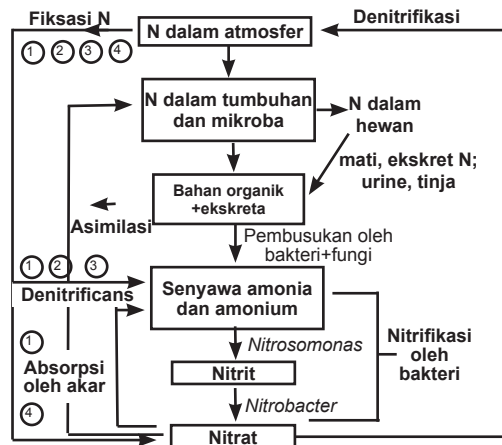 Fiksasi N
Denitrifikasi
N dalam atmosfer
1 2 3 4
N dalam tumbuhan
dan mikroba
N dalam
hewan
mati, ekskret N;
urine, tinja
Bahan organik
+ekskreta
Asimilasi
Pembusukan oleh
bakteri+fungi
1 2 3
Denitrificans
Senyawa amonia
dan amonium
1
Absorpsi
oleh akar
Nitrosomonas
Nitrifikasi
oleh
bakteri
Nitrit
Nitrobacter
4
Nitrat